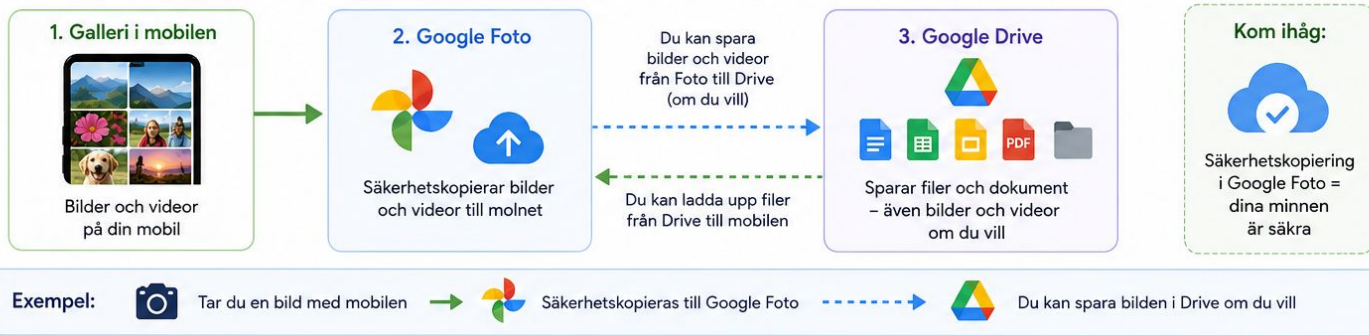 1. Galleri i mobilen
Bilder och videor
på din mobil
2. Google Foto
Säkerhetskopierar bilder
och videor till molnet
Du kan spara
bilder och videor
från Foto till Drive
(om du vill)
Du kan ladda upp filer
från Drive till mobilen
3. Google Drive
PDF
Sparar filer och dokument
– även bilder och videor
om du vill
Kom ihåg:
Säkerhetskopiering
i Google Foto =
dina minnen
är säkra
Exempel:
Tar du en bild med mobilen
Säkerhetskopieras till Google Foto
Du kan spara bilden i Drive om du vill